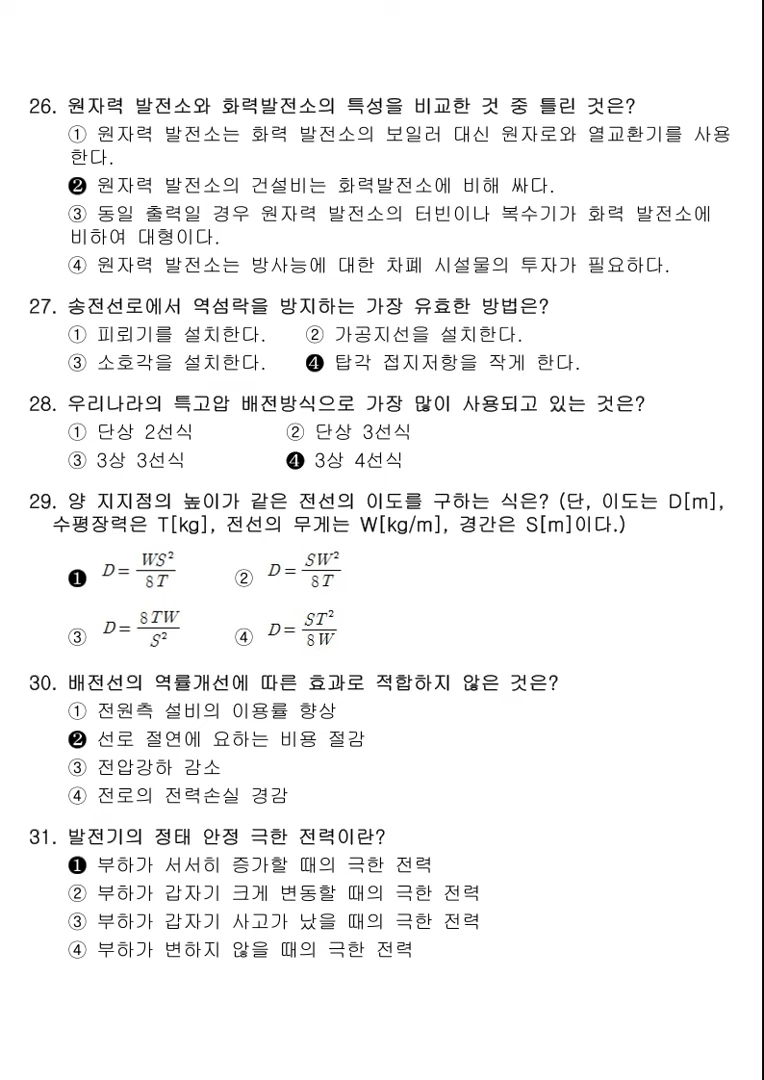 26. 원자력 발전소와 화력발전소의 특성을 비교한 것 중 틀린 것은?
① 원자력 발전소는 화력 발전소의 보일러 대신 원자로와 열교환기를 사용
한다.
❷ 원자력 발전소의 건설비는 화력발전소에 비해 싸다.
③ 동일 출력일 경우 원자력 발전소의 터빈이나 복수기가 화력 발전소에
비하여 대형이다.
④ 원자력 발전소는 방사능에 대한 차폐 시설물의 투자가 필요하다.
27. 송전선로에서 역섬락을 방지하는 가장 유효한 방법은?
① 피뢰기를 설치한다. ② 가공지선을 설치한다.
③ 소호각을 설치한다. ❹ 탑각 접지저항을 작게 한다.
28. 우리나라의 특고압 배전방식으로 가장 많이 사용되고 있는 것은?
① 단상 2선식 ② 단상 3선식
③ 3상 3선식 ❹ 3상 4선식
29. 양 지지점의 높이가 같은 전선의 이도를 구하는 식은? (단, 이도는 D[m],
수평장력은 T[kg], 전선의 무게는 W[kg/m], 경간은 S[m]이다.)
❶ D = WS²/8T ② D = SW²/8T
③ D = 8TW/S² ④ D = ST²/8W
30. 배전선의 역률개선에 따른 효과로 적합하지 않은 것은?
① 전원측 설비의 이용률 향상
❷ 선로 절연에 요하는 비용 절감
③ 전압강하 감소
④ 전로의 전력손실 경감
31. 발전기의 정태 안정 극한 전력이란?
❶ 부하가 서서히 증가할 때의 극한 전력
② 부하가 갑자기 크게 변동할 때의 극한 전력
③ 부하가 갑자기 사고가 났을 때의 극한 전력
④ 부하가 변하지 않을 때의 극한 전력